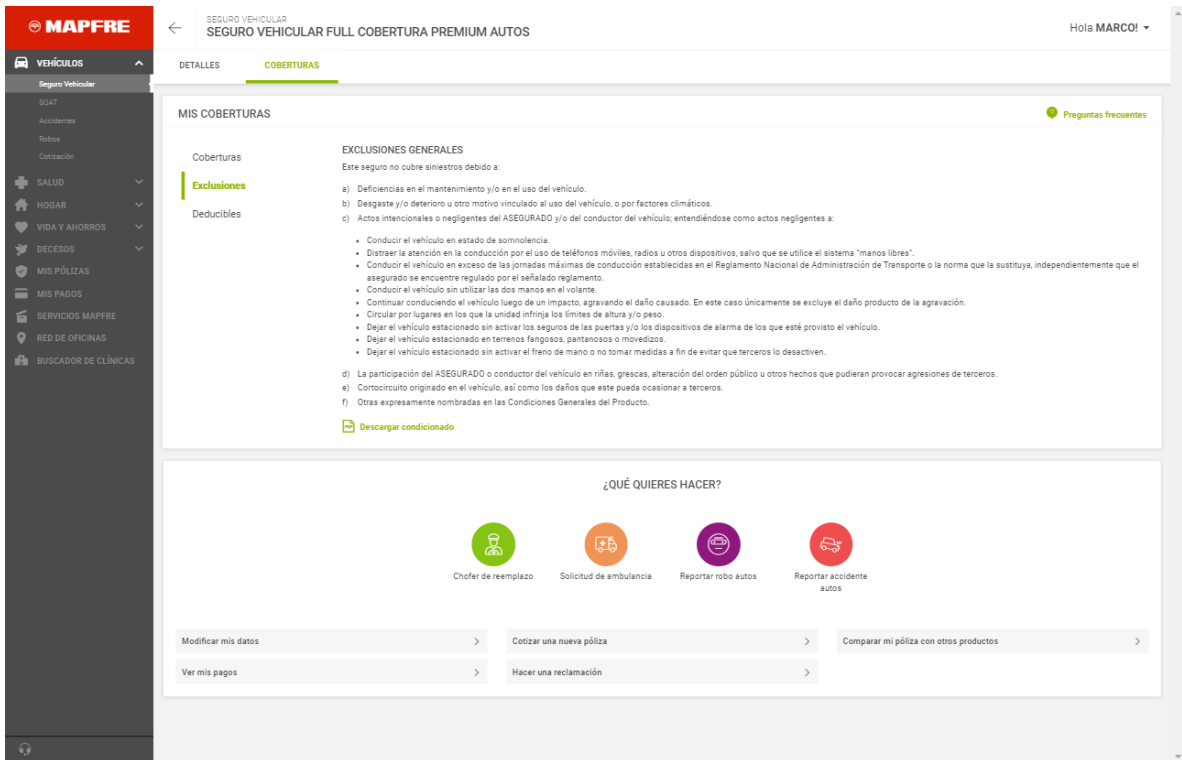 MAPFRE
SEGURO VEHICULAR
SEGURO VEHICULAR FULL COBERTURA PREMIUM AUTOS
Hola MARCO!
VEHÍCULOS
Seguro Vehicular
SOAT
Accidentes
Robos
Cotización
SALUD
HOGAR
VIDA Y AHORROS
DECESOS
MIS PÓLIZAS
MIS PAGOS
SERVICIOS MAPFRE
RED DE OFICINAS
BUSCADOR DE CLÍNICAS
DETALLES
COBERTURAS
MIS COBERTURAS
Preguntas frecuentes
Coberturas
Exclusiones
Deducibles
EXCLUSIONES GENERALES
Este seguro no cubre siniestros debido a:
a) Deficiencias en el mantenimiento y/o en el uso del vehículo.
b) Desgaste y/o deterioro u otro motivo vinculado al uso del vehículo, o por factores climáticos.
c) Actos intencionales o negligentes del ASEGURADO y/o del conductor del vehículo; entendiéndose como actos negligentes a:
• Conducir el vehículo en estado de somnolencia.
• Distraer la atención en la conducción por el uso de teléfonos móviles, radios u otros dispositivos, salvo que se utilice el sistema "manos libres".
• Conducir el vehículo en exceso de las jornadas máximas de conducción establecidas en el Reglamento Nacional de Administración de Transporte o la norma que la sustituya, independientemente que el
asegurado se encuentre regulado por el señalado reglamento.
• Conducir el vehículo sin utilizar las dos manos en el volante.
• Continuar conduciendo el vehículo luego de un impacto, agravando el daño causado. En este caso únicamente se excluye el daño producto de la agravación.
• Circular por lugares en los que la unidad infrinja los límites de altura y/o peso.
• Dejar el vehículo estacionado sin activar los seguros de las puertas y/o los dispositivos de alarma de los que esté provisto el vehículo.
• Dejar el vehículo estacionado en terrenos fangosos, pantanosos o movedizos.
• Dejar el vehículo estacionado sin activar el freno de mano o no tomar medidas a fin de evitar que terceros lo desactiven.
d) La participación del ASEGURADO o conductor del vehículo en riñas, grescas, alteración del orden público u otros hechos que pudieran provocar agresiones de terceros.
e) Cortocircuito originado en el vehículo, así como los daños que este pueda ocasionar a terceros.
f) Otras expresamente nombradas en las Condiciones Generales del Producto.
PDF Descargar condicionado
¿QUÉ QUIERES HACER?
Chofer de reemplazo
Solicitud de ambulancia
Reportar robo autos
Reportar accidente
autos
Modificar mis datos
Cotizar una nueva póliza
Comparar mi póliza con otros productos
Ver mis pagos
Hacer una reclamación